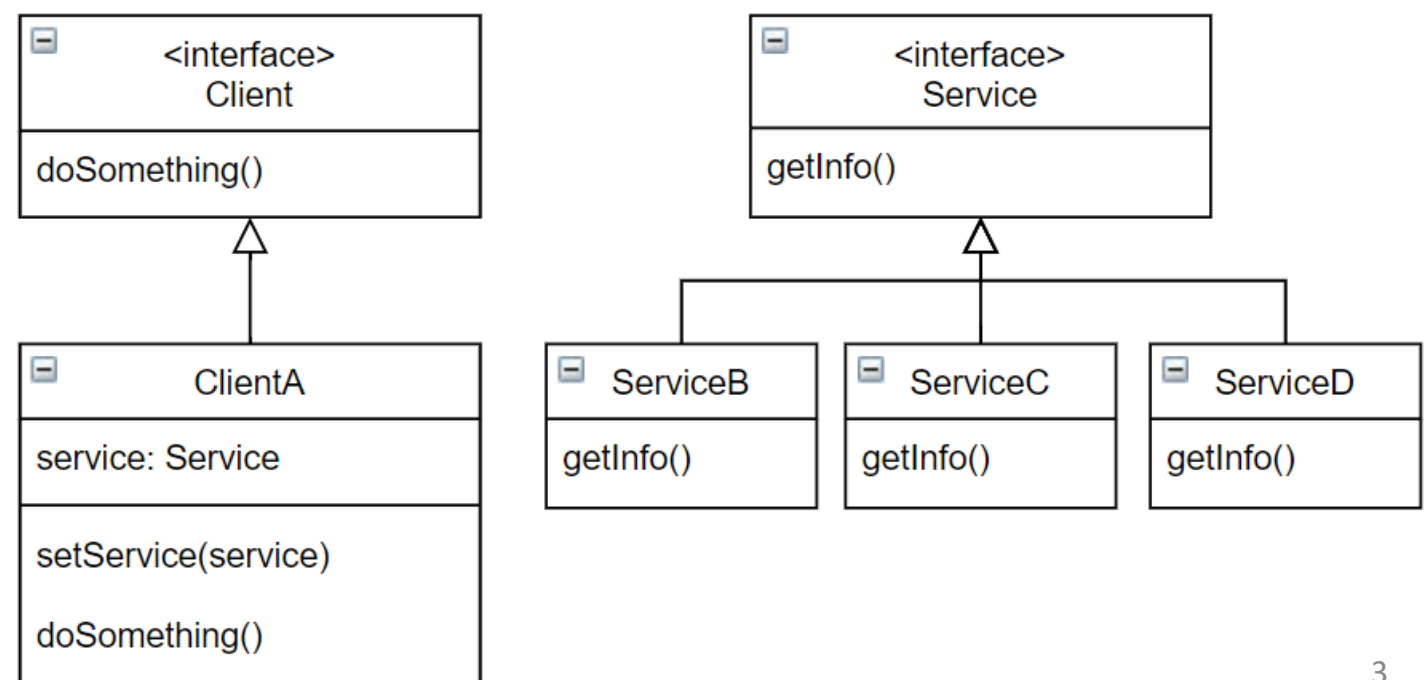 <interface>
Client
doSomething()
<interface>
Service
getInfo()
ClientA
service: Service
setService(service)
doSomething()
ServiceB
getInfo()
ServiceC
getInfo()
ServiceD
getInfo()
3